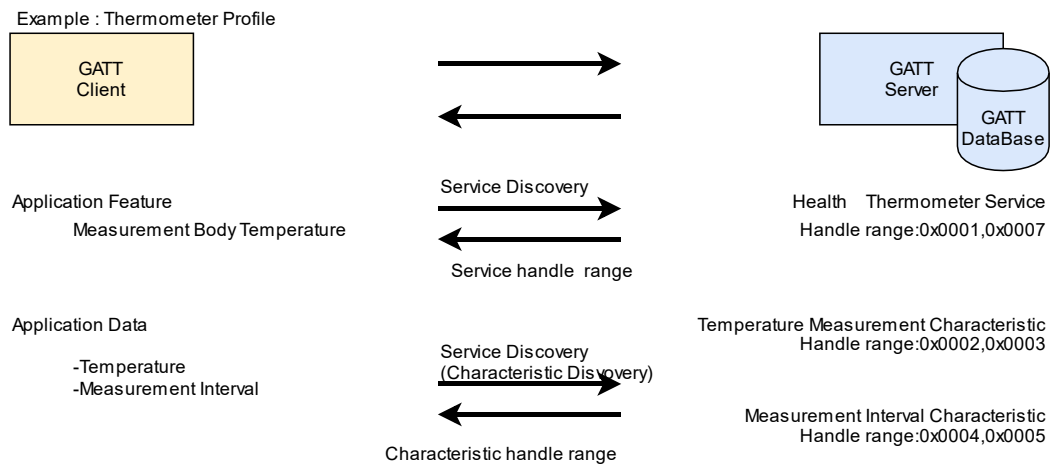 Example : Thermometer Profile
GATT
Client
GATT
Server
GATT
DataBase
Application Feature
Measurement Body Temperature
Service Discovery
Service handle range
Health Thermometer Service
Handle range:0x0001,0x0007
Application Data
-Temperature
-Measurement Interval
Service Discovery
(Characteristic Disvovery)
Characteristic handle range
Temperature Measurement Characteristic
Handle range:0x0002,0x0003
Measurement Interval Characteristic
Handle range:0x0004,0x0005